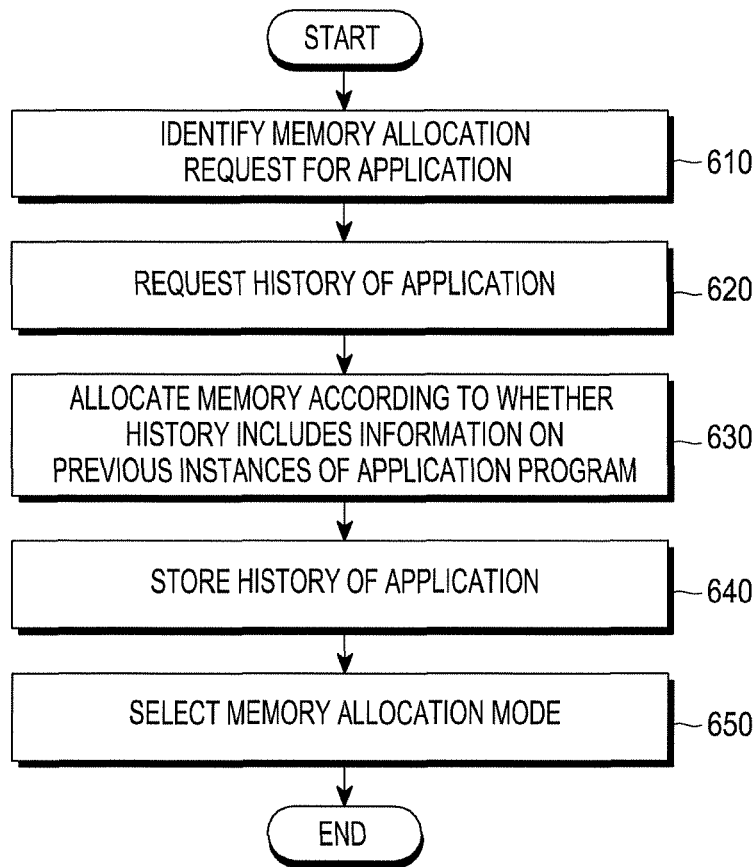 START
IDENTIFY MEMORY ALLOCATION
REQUEST FOR APPLICATION
610
REQUEST HISTORY OF APPLICATION
620
ALLOCATE MEMORY ACCORDING TO WHETHER
HISTORY INCLUDES INFORMATION ON
PREVIOUS INSTANCES OF APPLICATION PROGRAM
630
STORE HISTORY OF APPLICATION
640
SELECT MEMORY ALLOCATION MODE
650
END